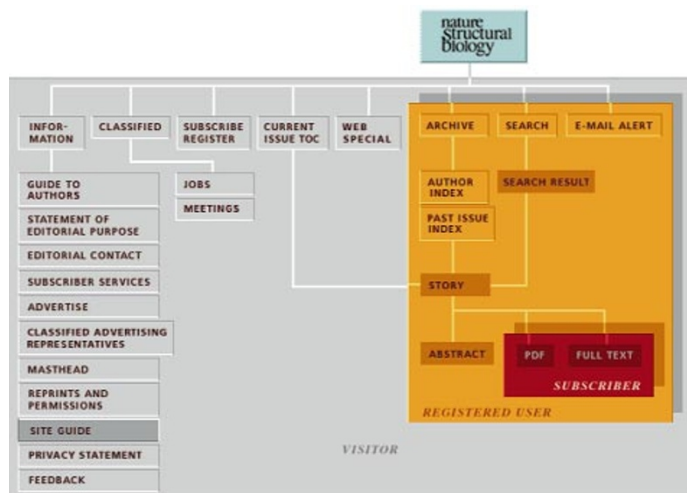 nature
structural
biology
INFOR-
MATION
CLASSIFIED
SUBSCRIBE
REGISTER
CURRENT
ISSUE TOC
WEB
SPECIAL
ARCHIVE
SEARCH
E-MAIL ALERT
GUIDE TO
AUTHORS
STATEMENT OF
EDITORIAL PURPOSE
EDITORIAL CONTACT
SUBSCRIBER SERVICES
ADVERTISE
CLASSIFIED ADVERTISING
REPRESENTATIVES
MASTHEAD
REPRINTS AND
PERMISSIONS
SITE GUIDE
PRIVACY STATEMENT
FEEDBACK
JOBS
MEETINGS
AUTHOR
INDEX
PAST ISSUE
INDEX
SEARCH RESULT
STORY
ABSTRACT
PDF
FULL TEXT
SUBSCRIBER
REGISTERED USER
VISITOR